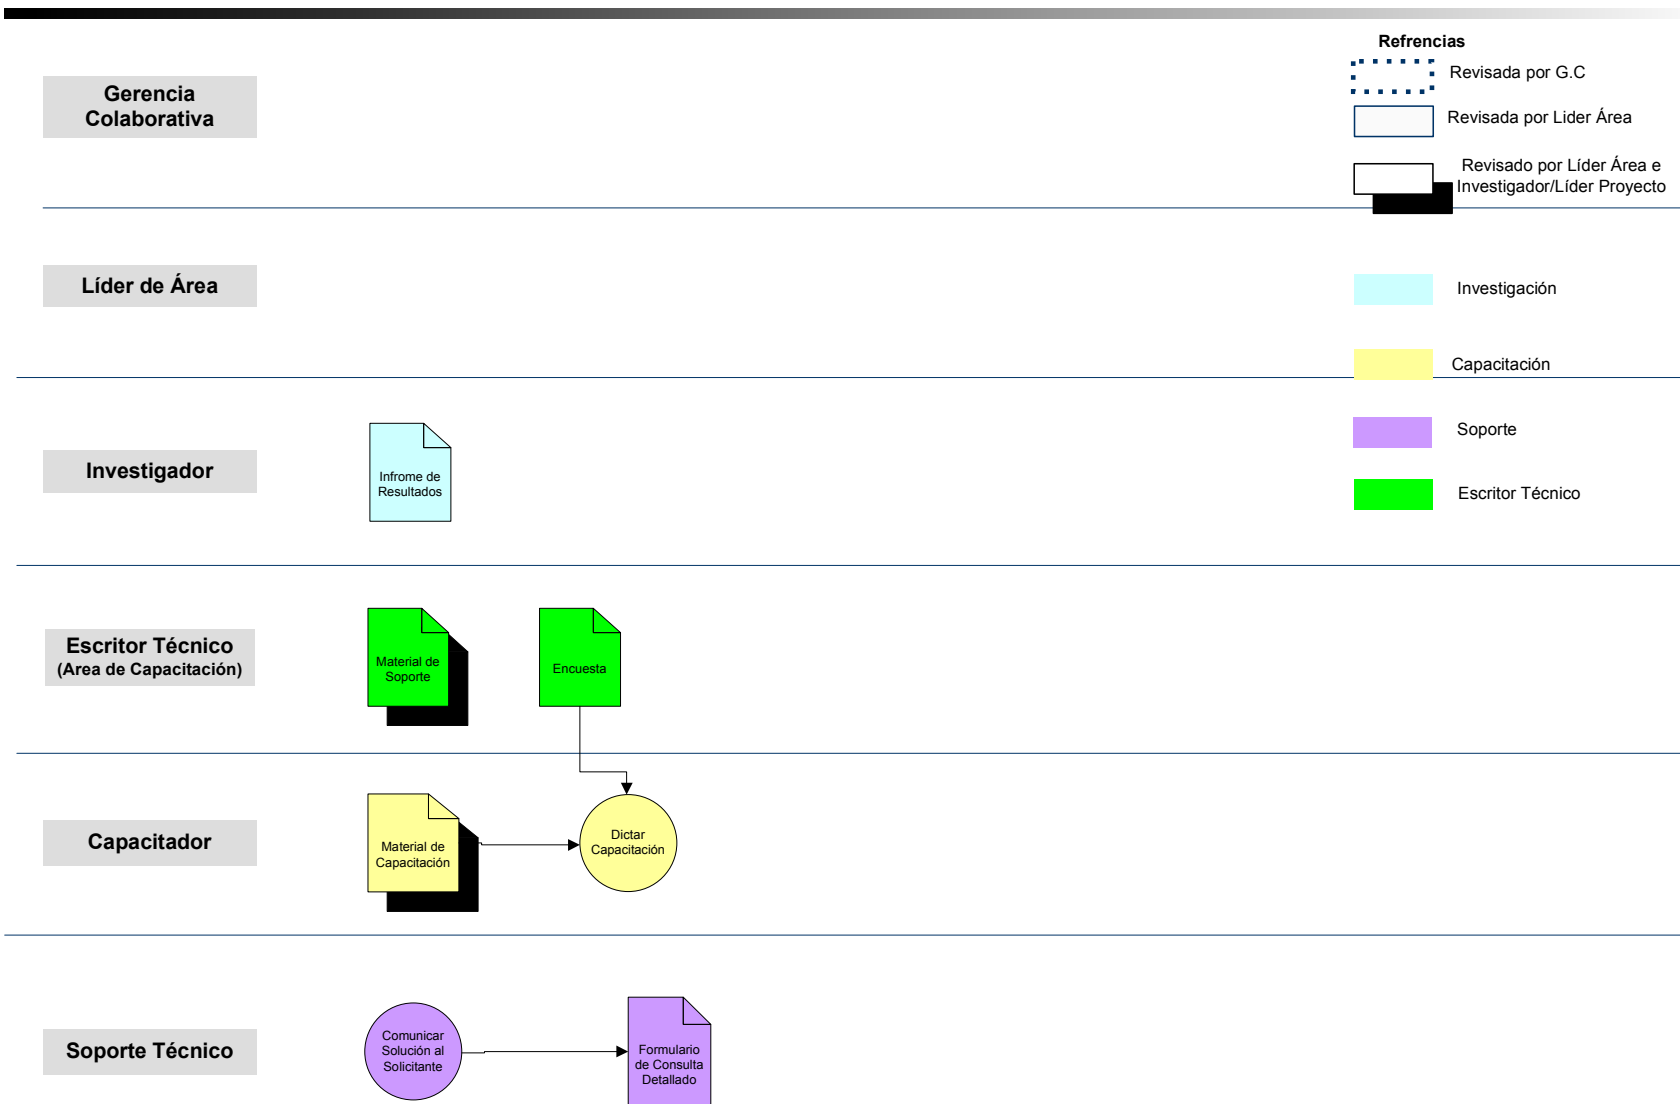 Refrencias
Revisada por G.C
Revisada por Lider Área
Revisado por Líder Área e
Investigador/Líder Proyecto
Investigación
Capacitación
Soporte
Escritor Técnico
Gerencia
Colaborativa
Líder de Área
Investigador
Infrome de
Resultados
Escritor Técnico
(Area de Capacitación)
Material de
Soporte
Encuesta
Capacitador
Material de
Capacitación
Dictar
Capacitación
Soporte Técnico
Comunicar
Solución al
Solicitante
Formulario
de Consulta
Detallado